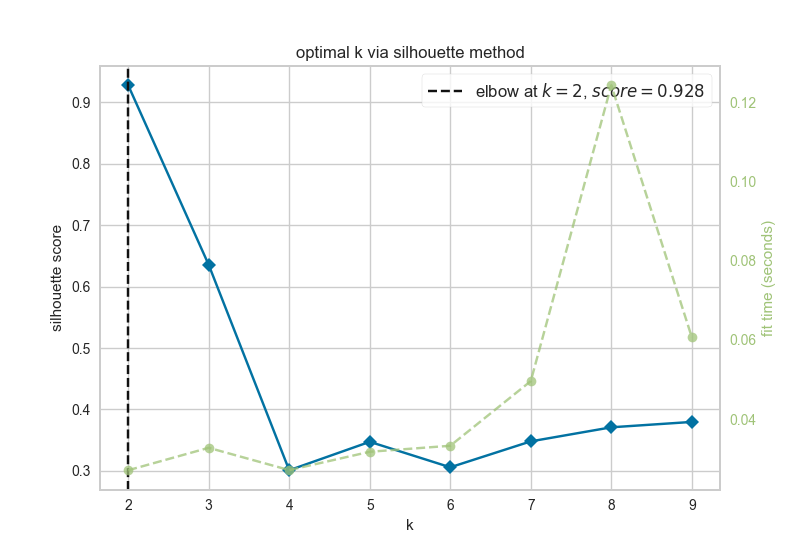 optimal k via silhouette method
elbow at k = 2, score = 0.928
silhouette score
0.9
0.8
0.7
0.6
0.5
0.4
0.3
0.12
0.10
0.08
0.06
0.04
fit time (seconds)
2 3 4 5 6 7 8 9
k